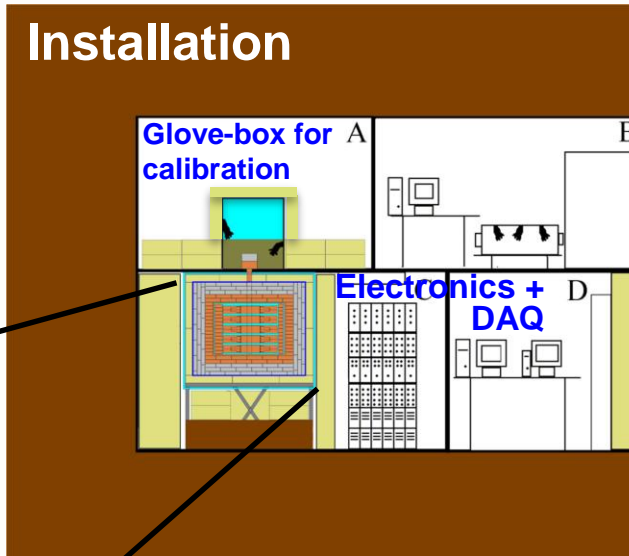 Installation
Glove-box for A
calibration
B
Electronics +
C
DAQ
D